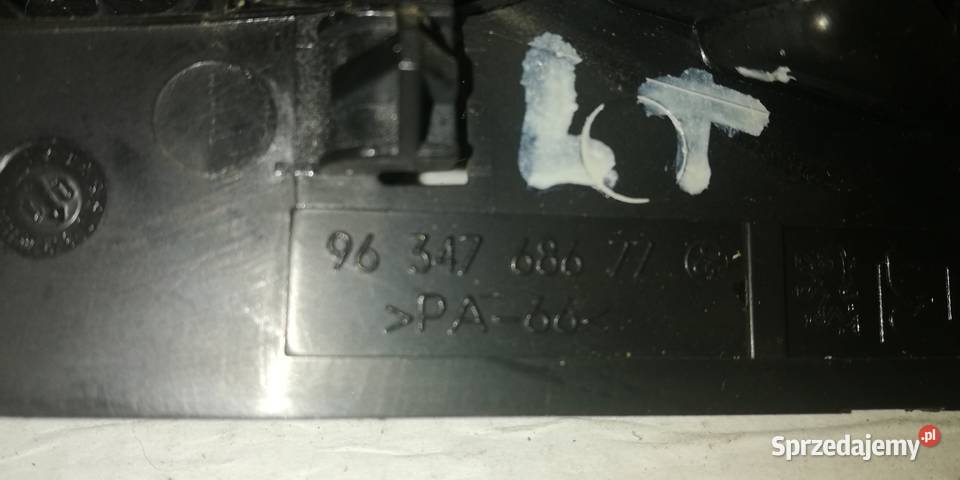 LT
96 347 686 77
>PA-66<
Sprzedajemy.pl